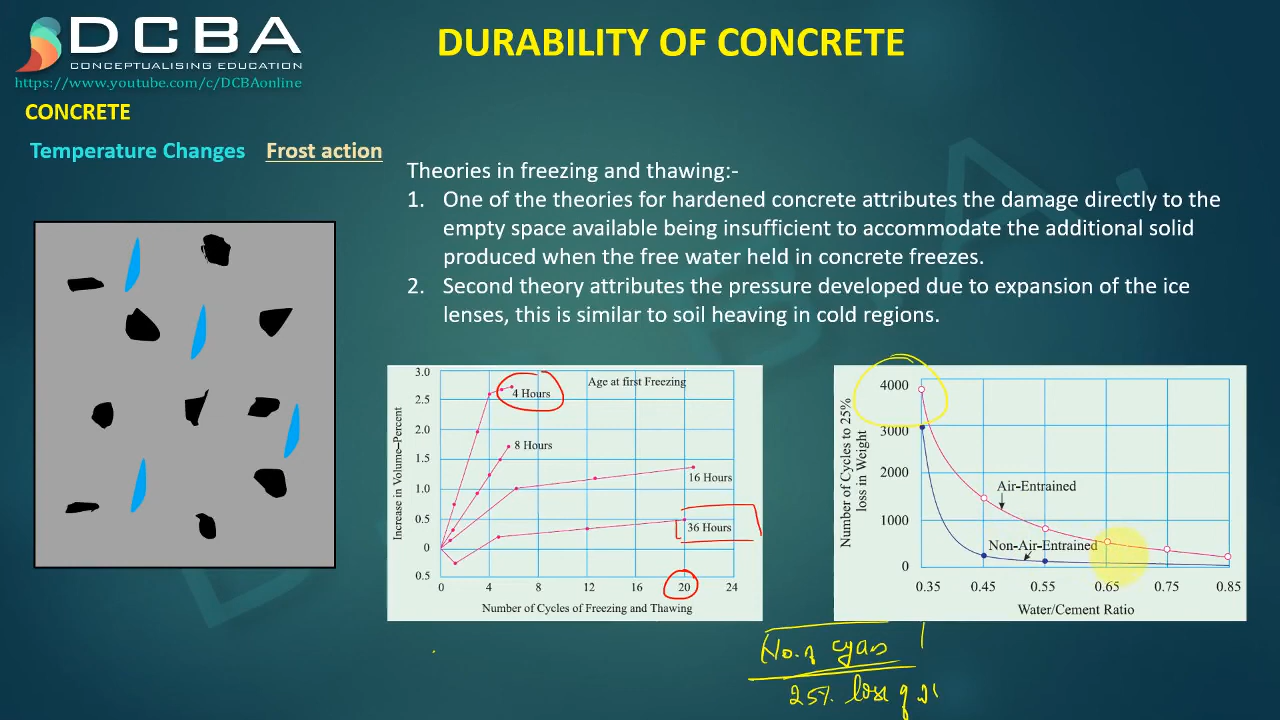 DCBA
CONCEPTUALISING EDUCATION
https://www.youtube.com/c/DCBAonline
DURABILITY OF CONCRETE
CONCRETE
Temperature Changes Frost action
Theories in freezing and thawing:-
1. One of the theories for hardened concrete attributes the damage directly to the
empty space available being insufficient to accommodate the additional solid
produced when the free water held in concrete freezes.
2. Second theory attributes the pressure developed due to expansion of the ice
lenses, this is similar to soil heaving in cold regions.
Increase in Volume–Percent
3.0
2.5
2.0
1.5
1.0
0.5
0
0.5
Age at first Freezing
4 Hours
8 Hours
16 Hours
36 Hours
0 4 8 12 16 20 24
Number of Cycles of Freezing and Thawing
Number of Cycles to 25%
loss in Weight
4000
3000
2000
1000
0
Air-Entrained
Non-Air-Entrained
0.35 0.45 0.55 0.65 0.75 0.85
Water/Cement Ratio
No. of
25% loss of